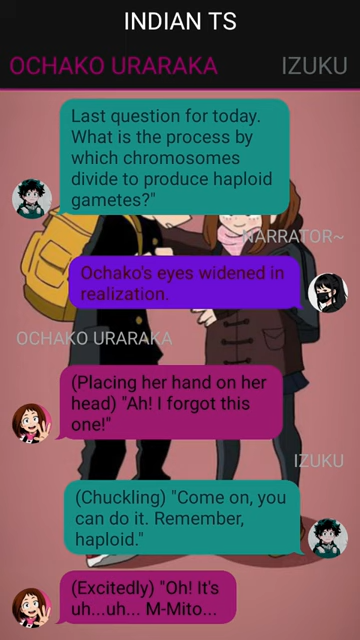 INDIAN TS
OCHAKO URARAKA
IZUKU
Last question for today.
What is the process by
which chromosomes
divide to produce haploid
gametes?"
NARRATOR~
Ochako's eyes widened in
realization.
OCHAKO URARAKA
(Placing her hand on her
head) "Ah! I forgot this
one!"
IZUKU
(Chuckling) "Come on, you
can do it. Remember,
haploid."
(Excitedly) "Oh! It's
uh...uh... M-Mito...